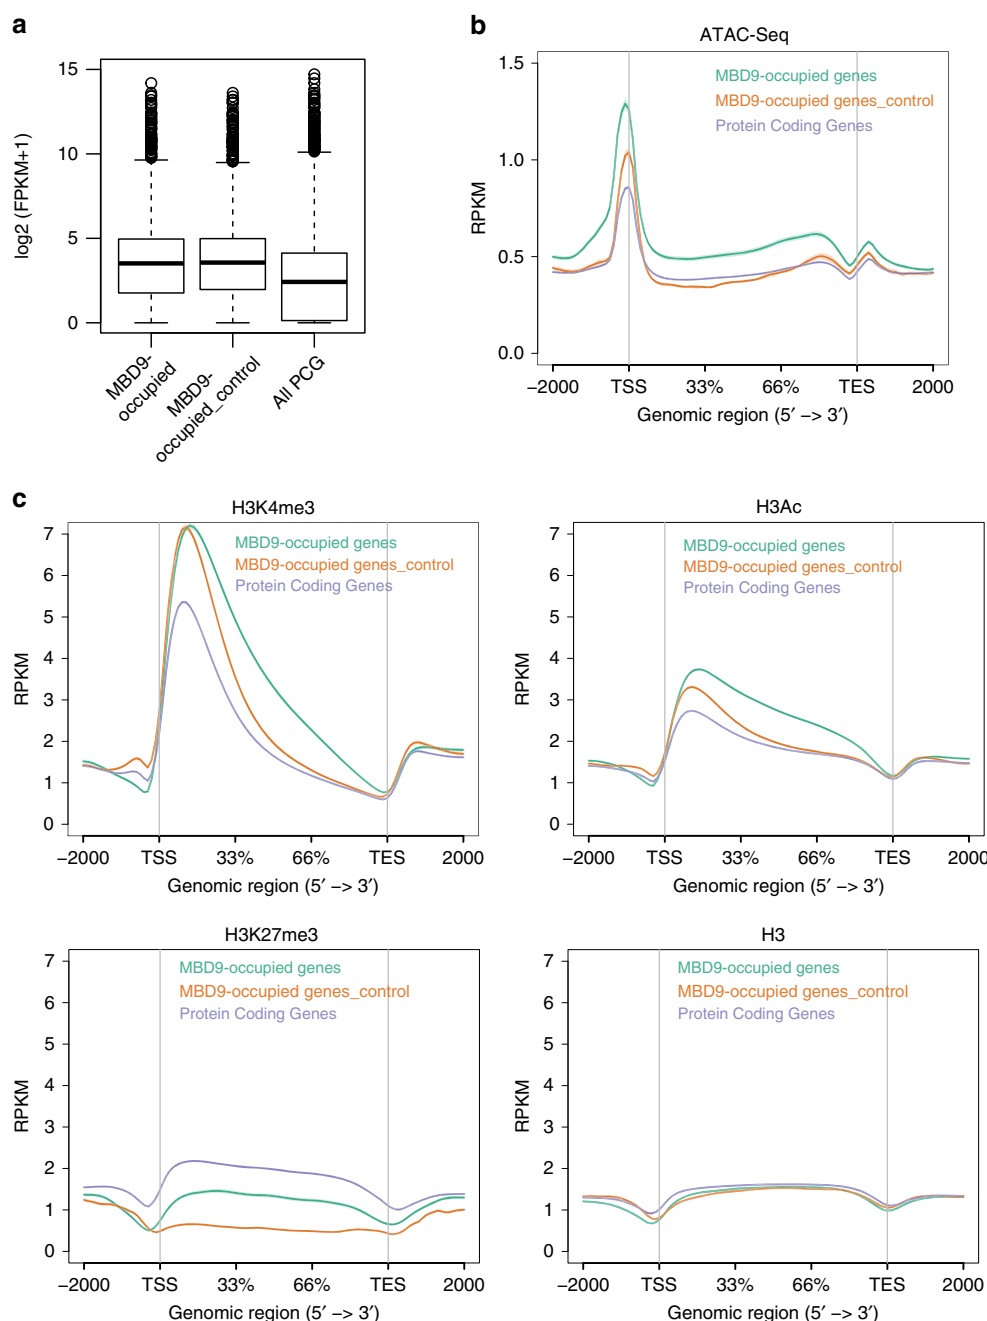 a
15
10
5
0
log2 (FPKM+1)
MBD9-
occupied
MBD9-
occupied_control
All PCG
b
ATAC-Seq
MBD9-occupied genes
MBD9-occupied genes_control
Protein Coding Genes
1.5
1.0
0.5
0.0
RPKM
−2000 TSS 33% 66% TES 2000
Genomic region (5′ −> 3′)
c
H3K4me3
MBD9-occupied genes
MBD9-occupied genes_control
Protein Coding Genes
7
6
5
4
3
2
1
0
RPKM
−2000 TSS 33% 66% TES 2000
Genomic region (5′ −> 3′)
H3Ac
MBD9-occupied genes
MBD9-occupied genes_control
Protein Coding Genes
7
6
5
4
3
2
1
0
RPKM
−2000 TSS 33% 66% TES 2000
Genomic region (5′ −> 3′)
H3K27me3
MBD9-occupied genes
MBD9-occupied genes_control
Protein Coding Genes
7
6
5
4
3
2
1
0
RPKM
−2000 TSS 33% 66% TES 2000
Genomic region (5′ −> 3′)
H3
MBD9-occupied genes
MBD9-occupied genes_control
Protein Coding Genes
7
6
5
4
3
2
1
0
RPKM
−2000 TSS 33% 66% TES 2000
Genomic region (5′ −> 3′)